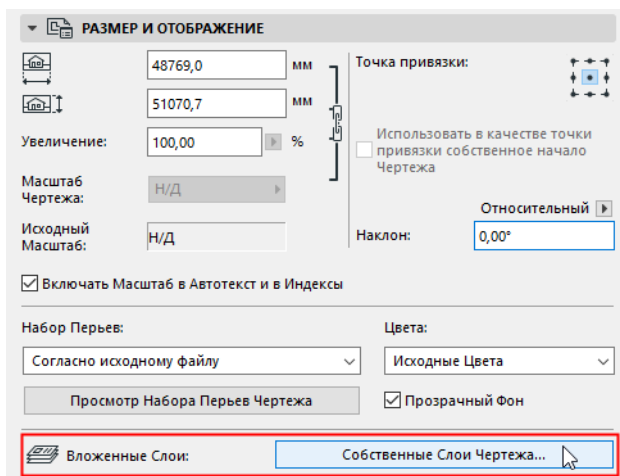 РАЗМЕР И ОТОБРАЖЕНИЕ
48769,0 мм
51070,7 мм
Увеличение: 100,00 %
Масштаб
Чертежа:
Н/Д
Исходный
Масштаб:
Н/Д
Точка привязки:
Использовать в качестве точки
привязки собственное начало
Чертежа
Относительный
Наклон: 0,00°
Включать Масштаб в Автотекст и в Индексы
Набор Перьев:
Согласно исходному файлу
Просмотр Набора Перьев Чертежа
Цвета:
Исходные Цвета
Прозрачный Фон
Вложенные Слои: Собственные Слои Чертежа...